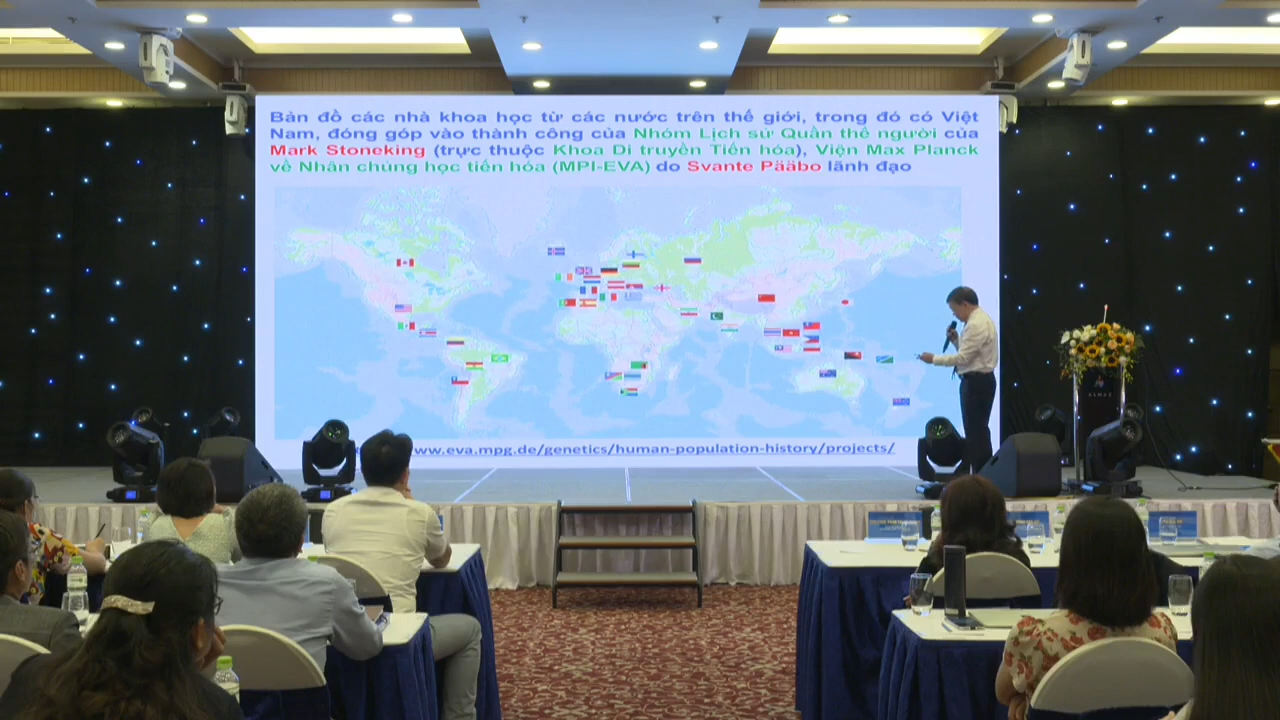 Bản đồ các nhà khoa học từ các nước trên thế giới, trong đó có Việt
Nam, đóng góp vào thành công của Nhóm Lịch sử Quần thể người của
Mark Stoneking (trực thuộc Khoa Di truyền Tiến hóa), Viện Max Planck
về Nhân chủng học tiến hóa (MPI-EVA) do Svante Pääbo lãnh đạo
www.eva.mpg.de/genetics/human-population-history/projects/